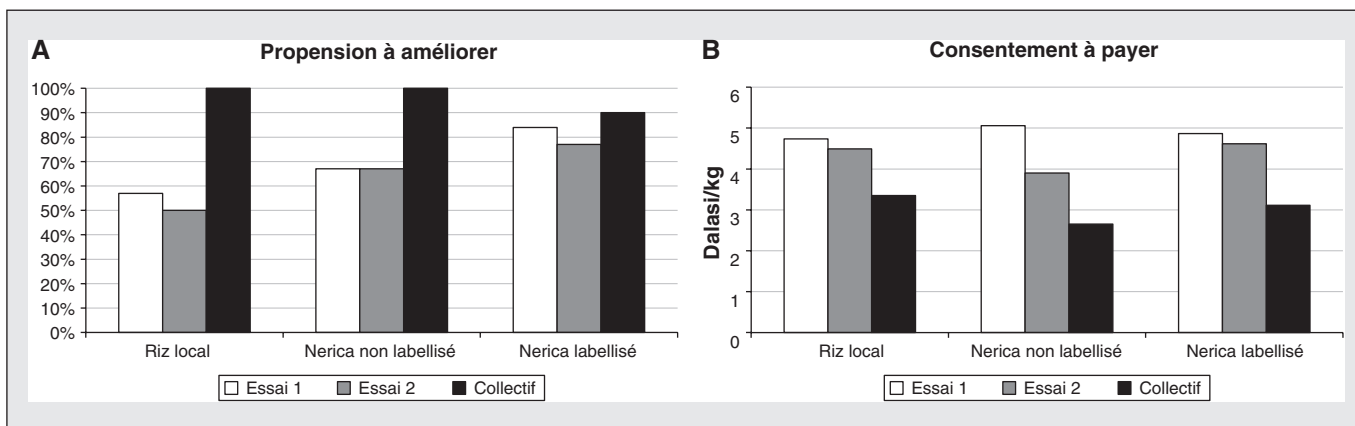 A
Propension à améliorer
100%
90%
80%
70%
60%
50%
40%
30%
20%
10%
0%
Riz local
Nerica non labellisé
Nerica labellisé
Essai 1
Essai 2
Collectif
B
Consentement à payer
Dalasi/kg
6
5
4
3
2
1
0
Riz local
Nerica non labellisé
Nerica labellisé
Essai 1
Essai 2
Collectif